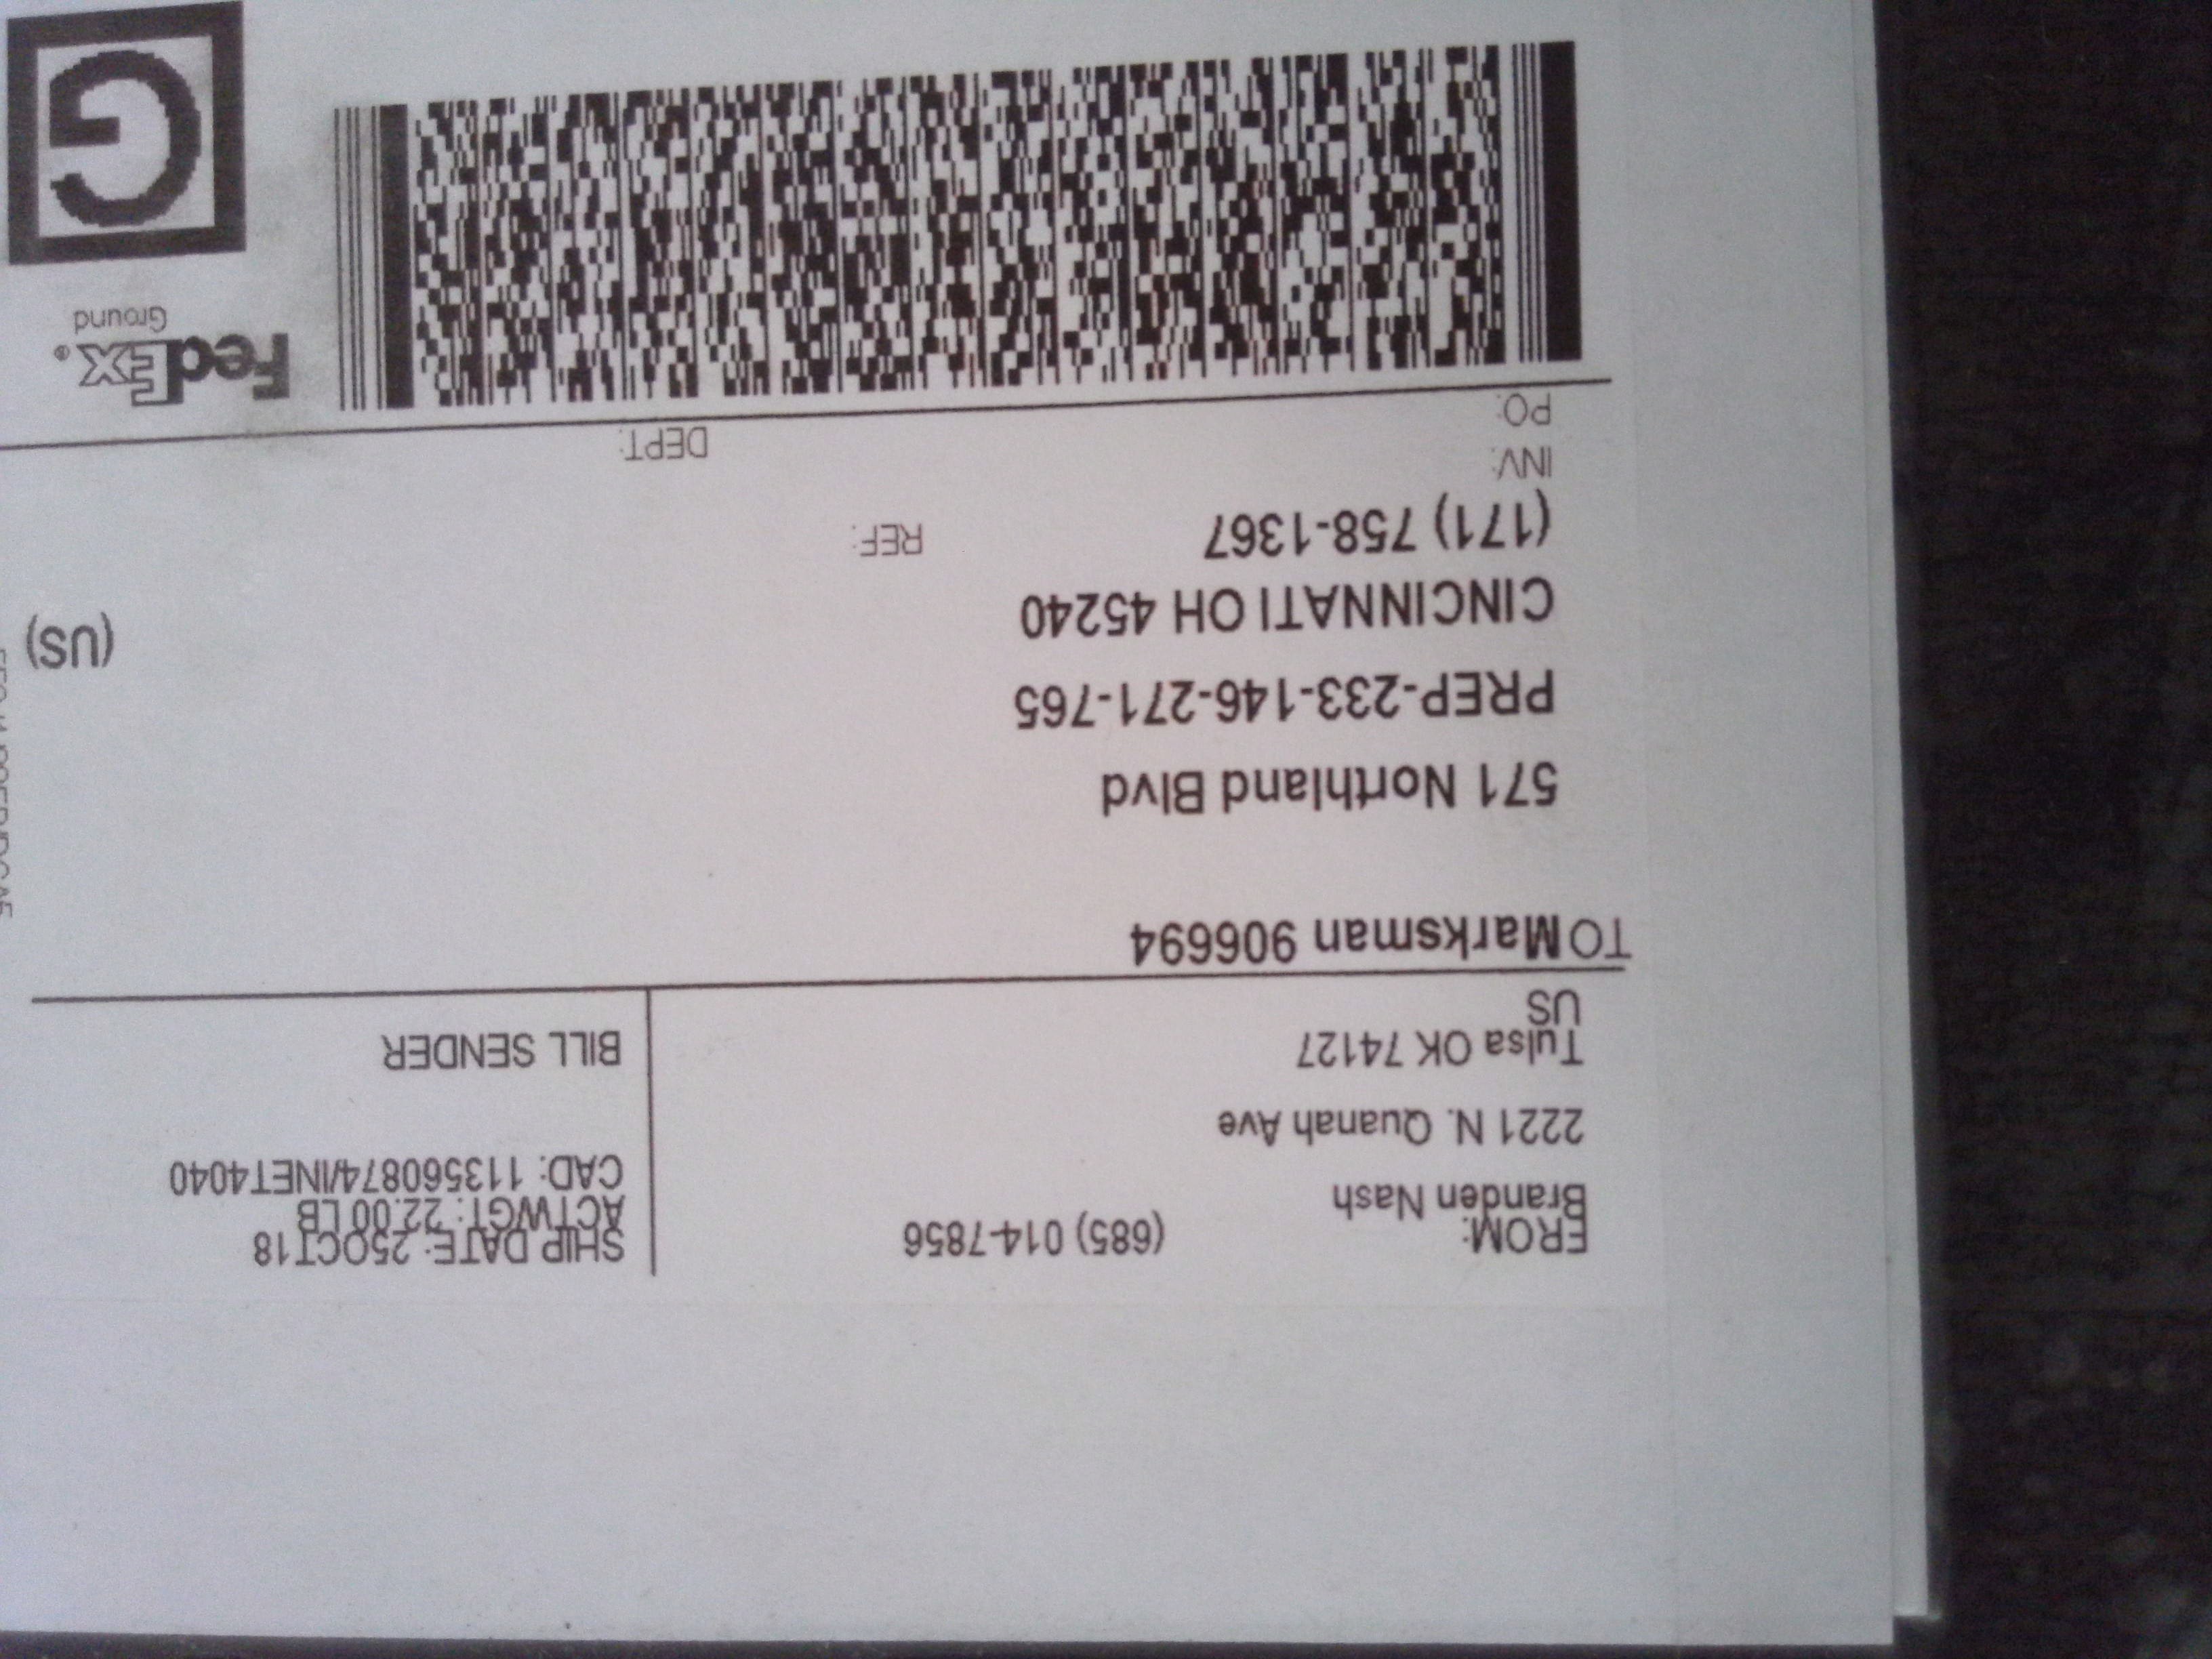 FROM:
(685) 014-7856
Branden Nash
2221 N. Quanah Ave
Tulsa OK 74127
US
SHIP DATE: 25OCT18
ACTWGT: 22.00 LB
CAD: 113560874/INET4040
BILL SENDER
TO Marksman 906694
571 Northland Blvd
PREP-233-146-271-765
CINCINNATI OH 45240
(US)
(171) 758-1367
REF:
INV:
PO:
DEPT:
FedEx®
Ground
G